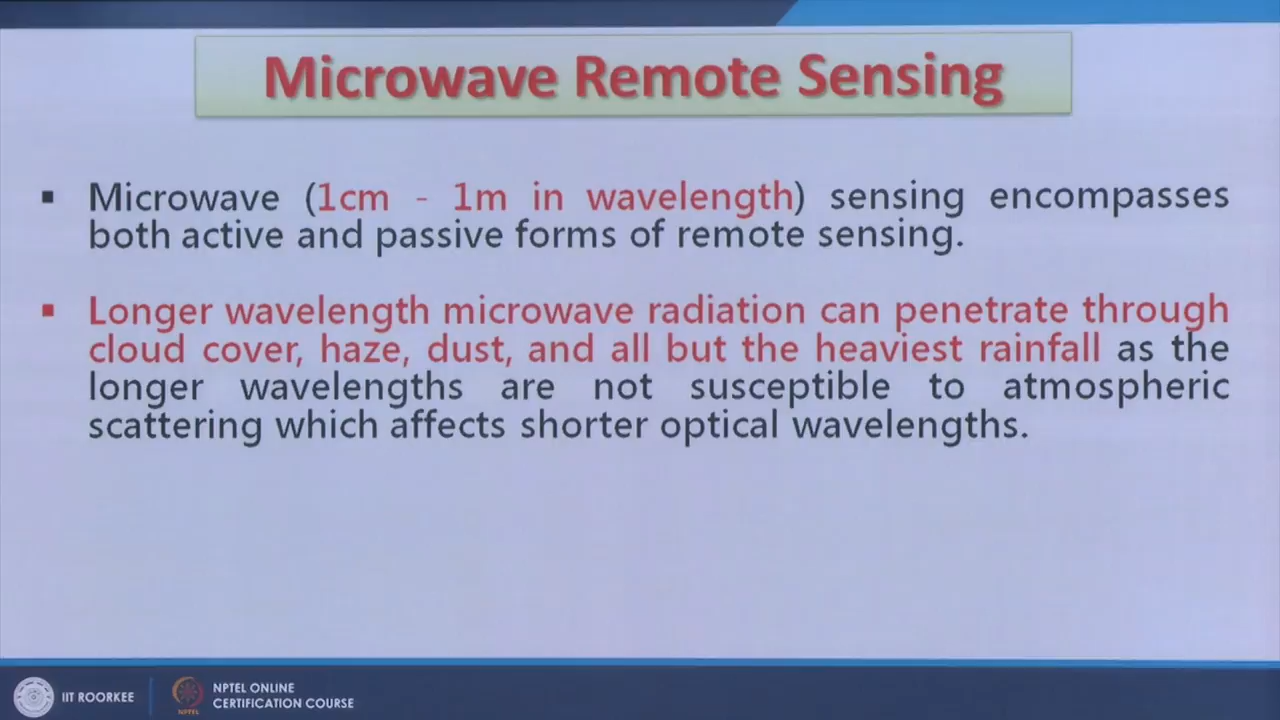 Microwave Remote Sensing
▪ Microwave (1cm - 1m in wavelength) sensing encompasses
both active and passive forms of remote sensing.
▪ Longer wavelength microwave radiation can penetrate through
cloud cover, haze, dust, and all but the heaviest rainfall as the
longer wavelengths are not susceptible to atmospheric
scattering which affects shorter optical wavelengths.
IIT ROORKEE
NPTEL
NPTEL ONLINE
CERTIFICATION COURSE